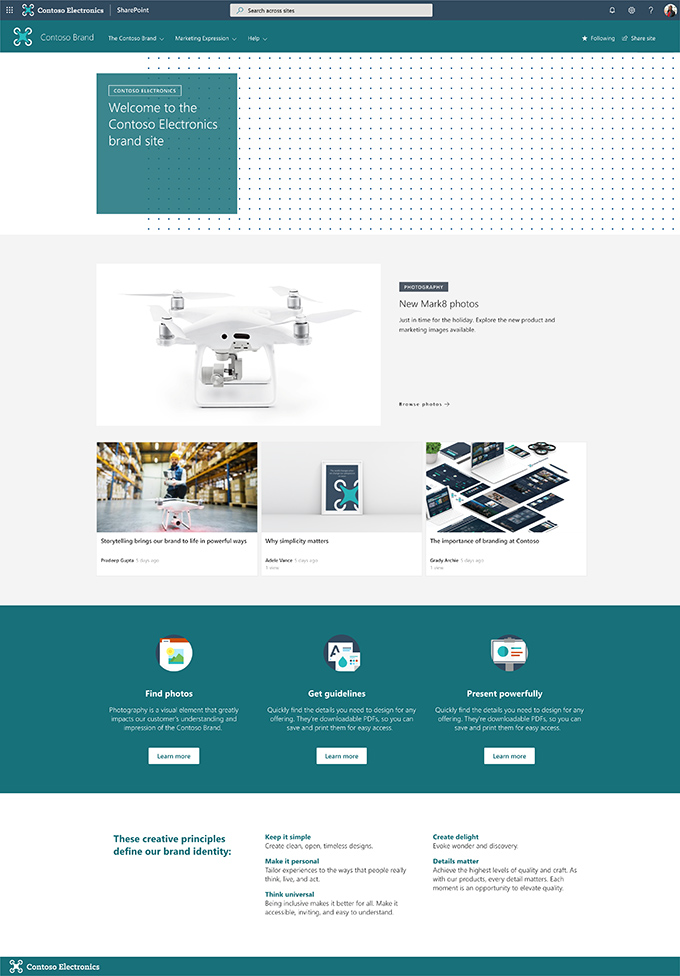 Contoso Electronics
SharePoint
Search across sites
?
Contoso Brand
The Contoso Brand
Marketing Expression
Help
Following
Share site
CONTOSO ELECTRONICS
Welcome to the
Contoso Electronics
brand site
PHOTOGRAPHY
New Mark8 photos
Just in time for the holiday. Explore the new product and
marketing images available.
Browse photos
Storytelling brings our brand to life in powerful ways
Pradeep Gupta 5 days ago
Why simplicity matters
Adele Vance 5 days ago
1 view
The importance of branding at Contoso
Grady Archie 5 days ago
1 view
A
Find photos
Photography is a visual element that greatly
impacts our customer's understanding and
impression of the Contoso Brand.
Learn more
Get guidelines
Quickly find the details you need to design for any
offering. They're downloadable PDFs, so you can
save and print them for easy access.
Learn more
Present powerfully
Quickly find the details you need to design for any
offering. They're downloadable PDFs, so you can
save and print them for easy access.
Learn more
These creative principles
define our brand identity:
Keep it simple
Create clean, open, timeless designs.
Make it personal
Tailor experiences to the ways that people really
think, live, and act.
Think universal
Being inclusive makes it better for all. Make it
accessible, inviting, and easy to understand.
Create delight
Evoke wonder and discovery.
Details matter
Achieve the highest levels of quality and craft. As
with our products, every detail matters. Each
moment is an opportunity to elevate quality.
Contoso Electronics